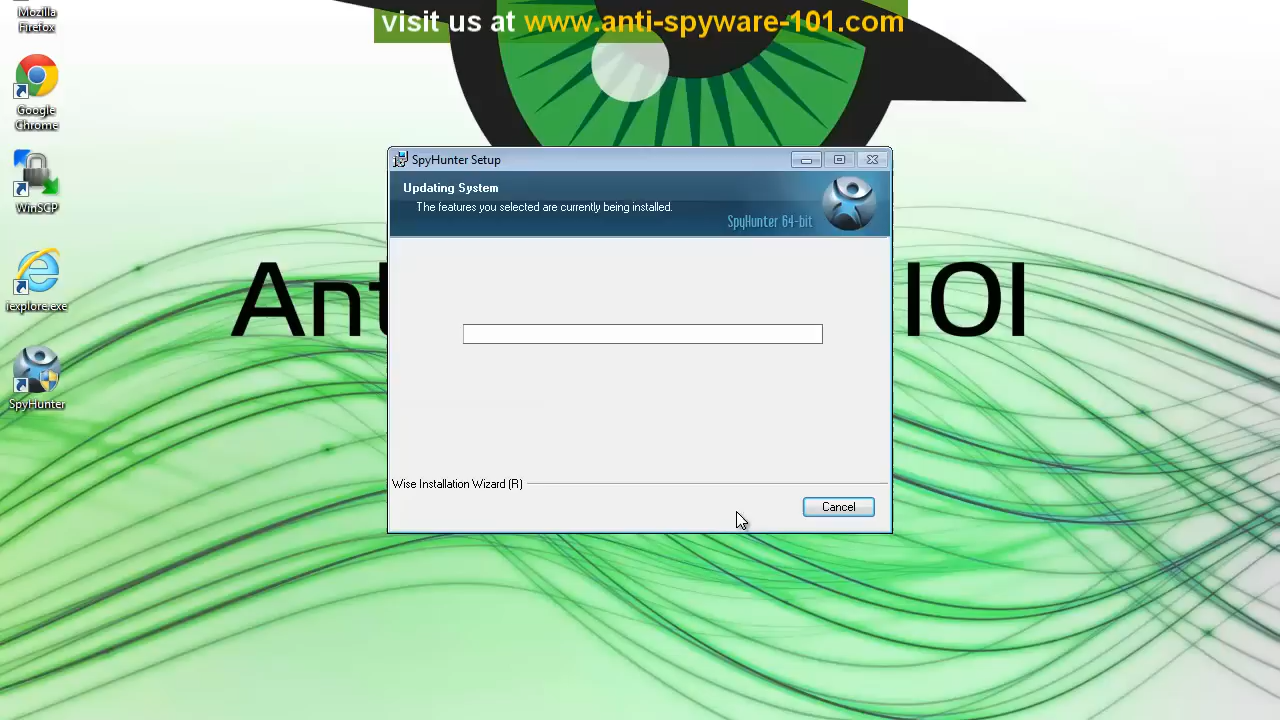 visit us at www.anti-spyware-101.com
Mozilla
Firefox
Google
Chrome
WinSCP
iexplore.exe
SpyHunter
SpyHunter Setup
Updating System
The features you selected are currently being installed.
SpyHunter 64-bit
Ant
101
Wise Installation Wizard (R)
Cancel